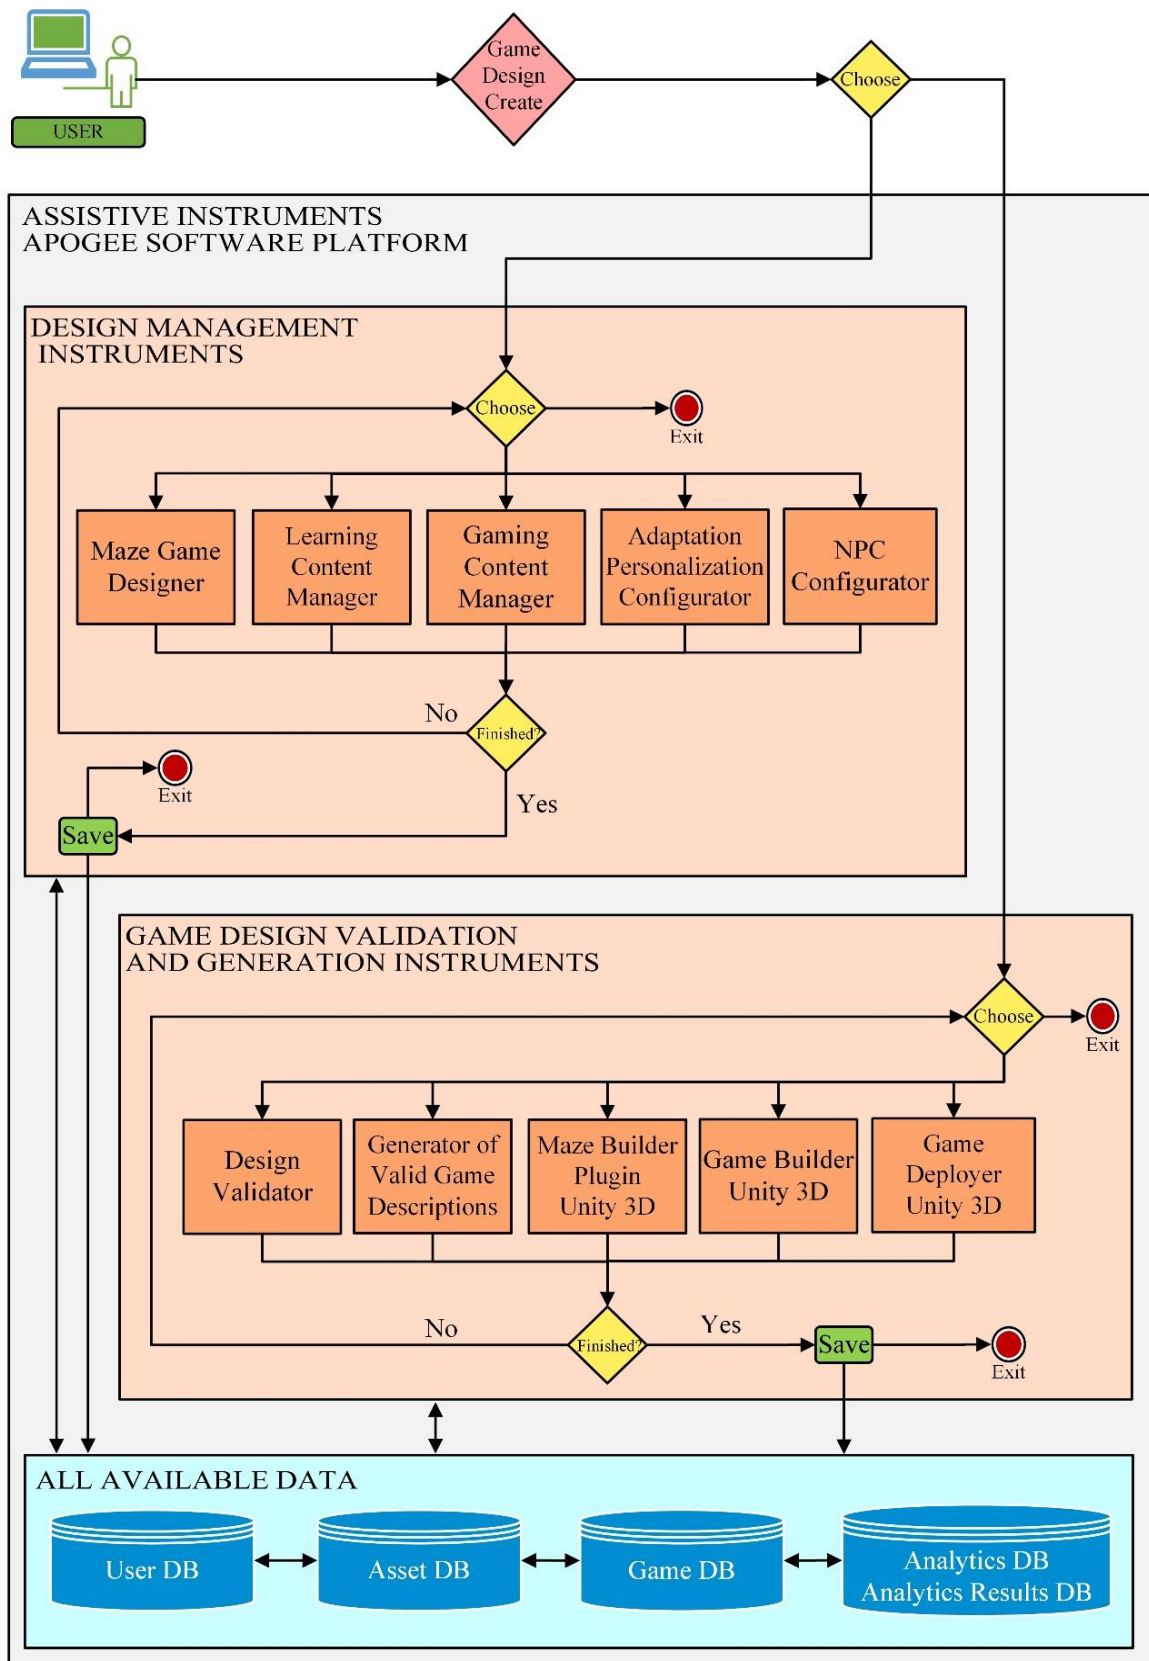 Game
Design
Create
Choose
USER
ASSISTIVE INSTRUMENTS
APOGEE SOFTWARE PLATFORM
DESIGN MANAGEMENT
INSTRUMENTS
Choose
Exit
Maze Game
Designer
Learning
Content
Manager
Gaming
Content
Manager
Adaptation
Personalization
Configurator
NPC
Configurator
No
Finished?
Exit
Yes
Save
GAME DESIGN VALIDATION
AND GENERATION INSTRUMENTS
Choose
Exit
Design
Validator
Generator of
Valid Game
Descriptions
Maze Builder
Plugin
Unity 3D
Game Builder
Unity 3D
Game
Deployer
Unity 3D
No
Finished?
Yes
Save
Exit
ALL AVAILABLE DATA
User DB
Asset DB
Game DB
Analytics DB
Analytics Results DB